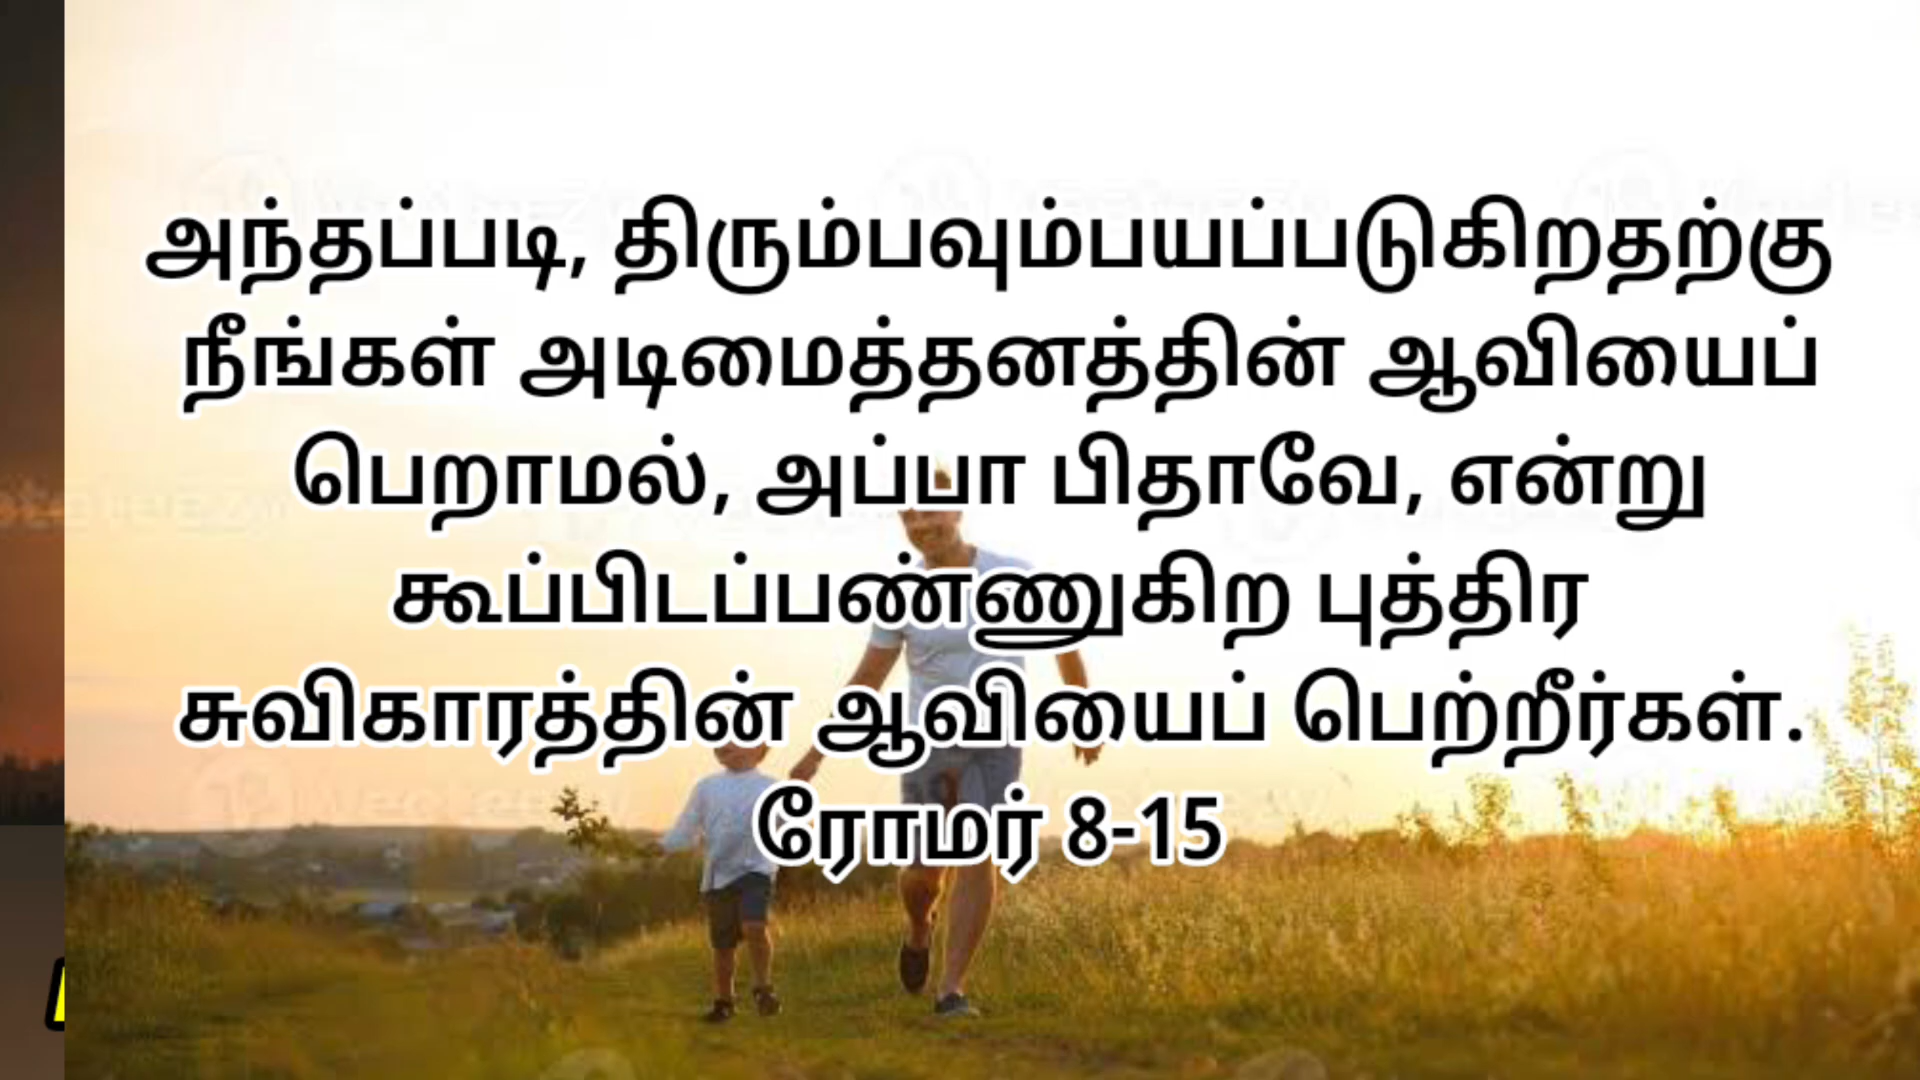 அந்தப்படி, திரும்பவும்பயப்படுகிறதற்கு
நீங்கள் அடிமைத்தனத்தின் ஆவியைப்
பெறாமல், அப்பா பிதாவே, என்று
கூப்பிடப்பண்ணுகிற புத்திர
சுவிகாரத்தின் ஆவியைப் பெற்றீர்கள்.
ரோமர் 8-15